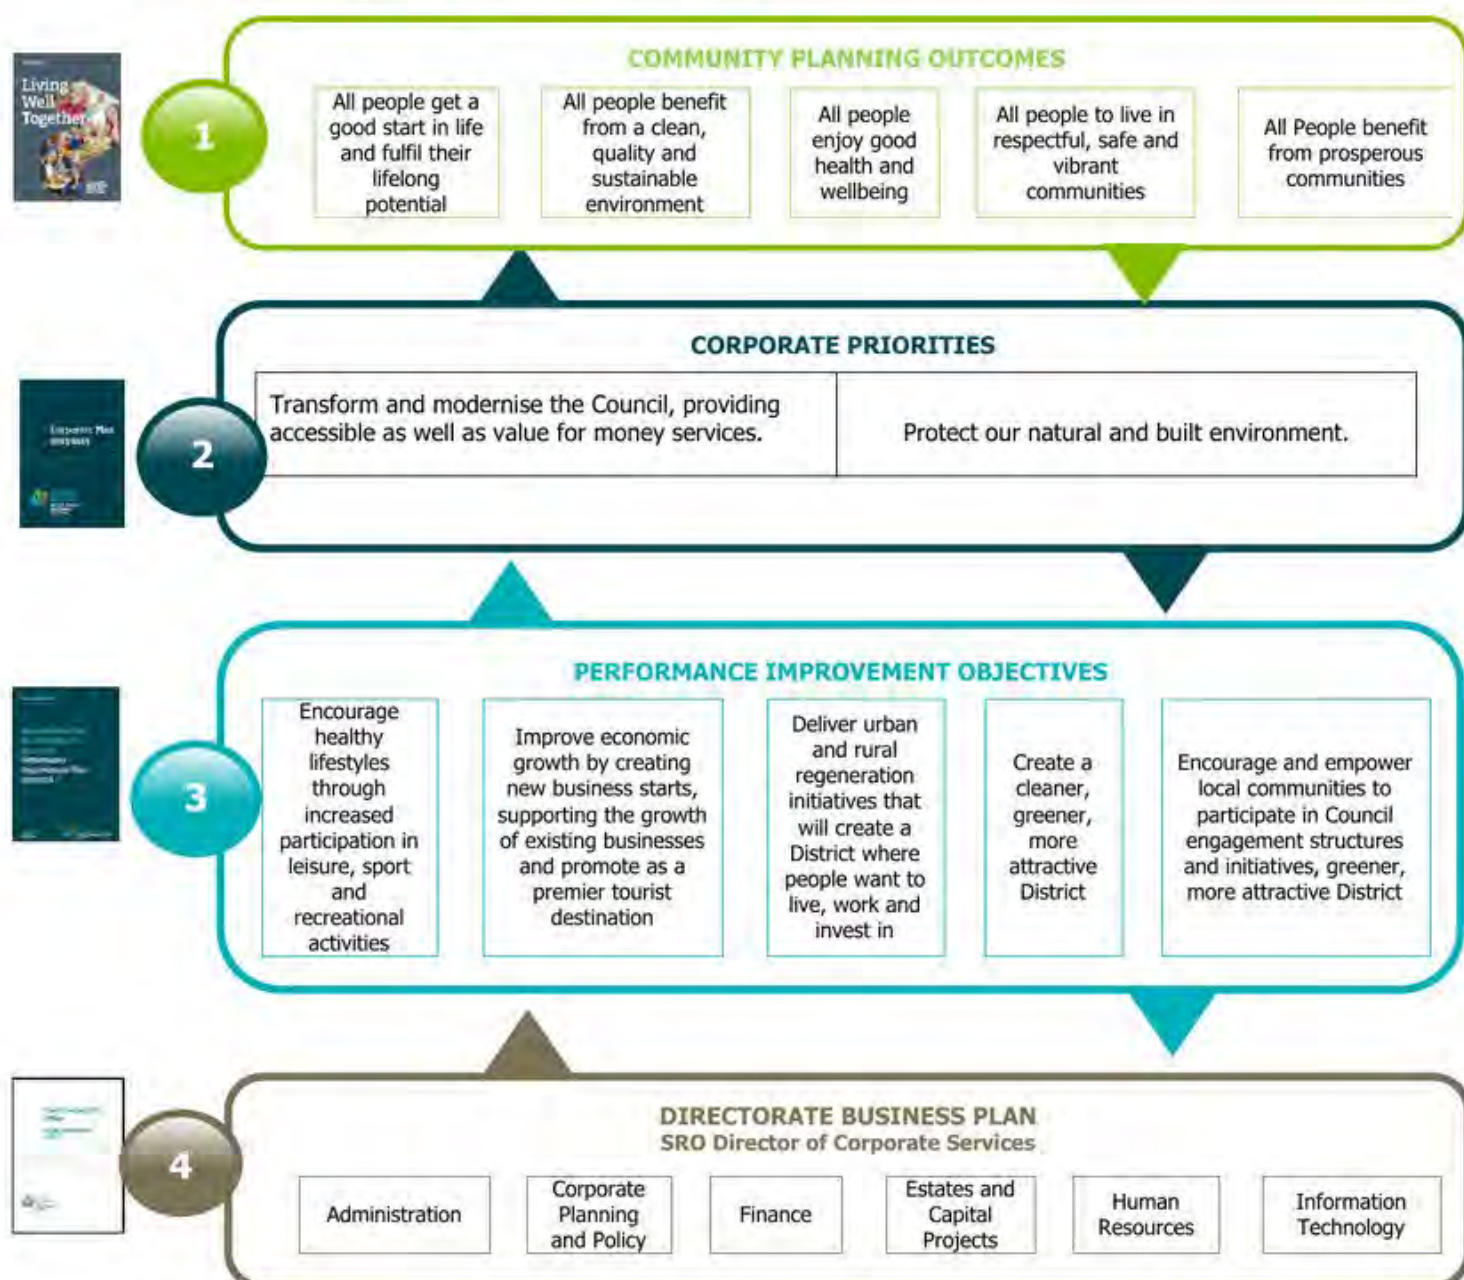 COMMUNITY PLANNING OUTCOMES
Living
Well
Together
1
All people get a
good start in life
and fulfil their
lifelong
potential
All people benefit
from a clean,
quality and
sustainable
environment
All people
enjoy good
health and
wellbeing
All people to live in
respectful, safe and
vibrant
communities
All People benefit
from prosperous
communities
CORPORATE PRIORITIES
Corporate Plan
2
Transform and modernise the Council, providing
accessible as well as value for money services.
Protect our natural and built environment.
PERFORMANCE IMPROVEMENT OBJECTIVES
3
Encourage
healthy
lifestyles
through
increased
participation in
leisure, sport
and
recreational
activities
Improve economic
growth by creating
new business starts,
supporting the growth
of existing businesses
and promote as a
premier tourist
destination
Deliver urban
and rural
regeneration
initiatives that
will create a
District where
people want to
live, work and
invest in
Create a
cleaner,
greener,
more
attractive
District
Encourage and empower
local communities to
participate in Council
engagement structures
and initiatives, greener,
more attractive District
DIRECTORATE BUSINESS PLAN
SRO Director of Corporate Services
4
Administration
Corporate
Planning
and Policy
Finance
Estates and
Capital
Projects
Human
Resources
Information
Technology